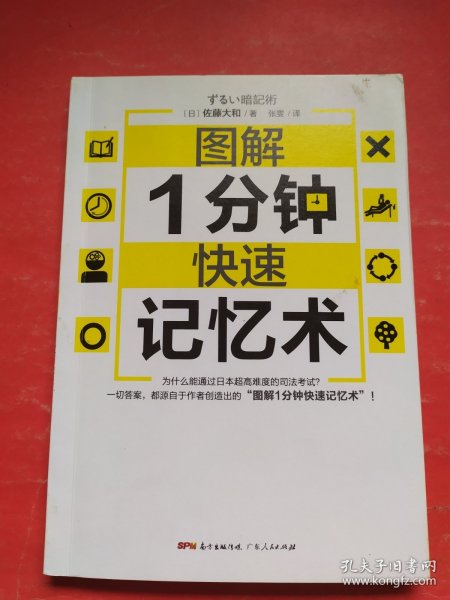 ずるい暗記術
［日］佐藤大和／著 张雯／译
图解
1分钟
快速
记忆术
为什么能通过日本超高难度的司法考试？
一切答案，都源自于作者创造出的“图解1分钟快速记忆术”！
SPM 南方出版传媒 广东人民出版社
孔夫子旧书网
www.kongfz.com